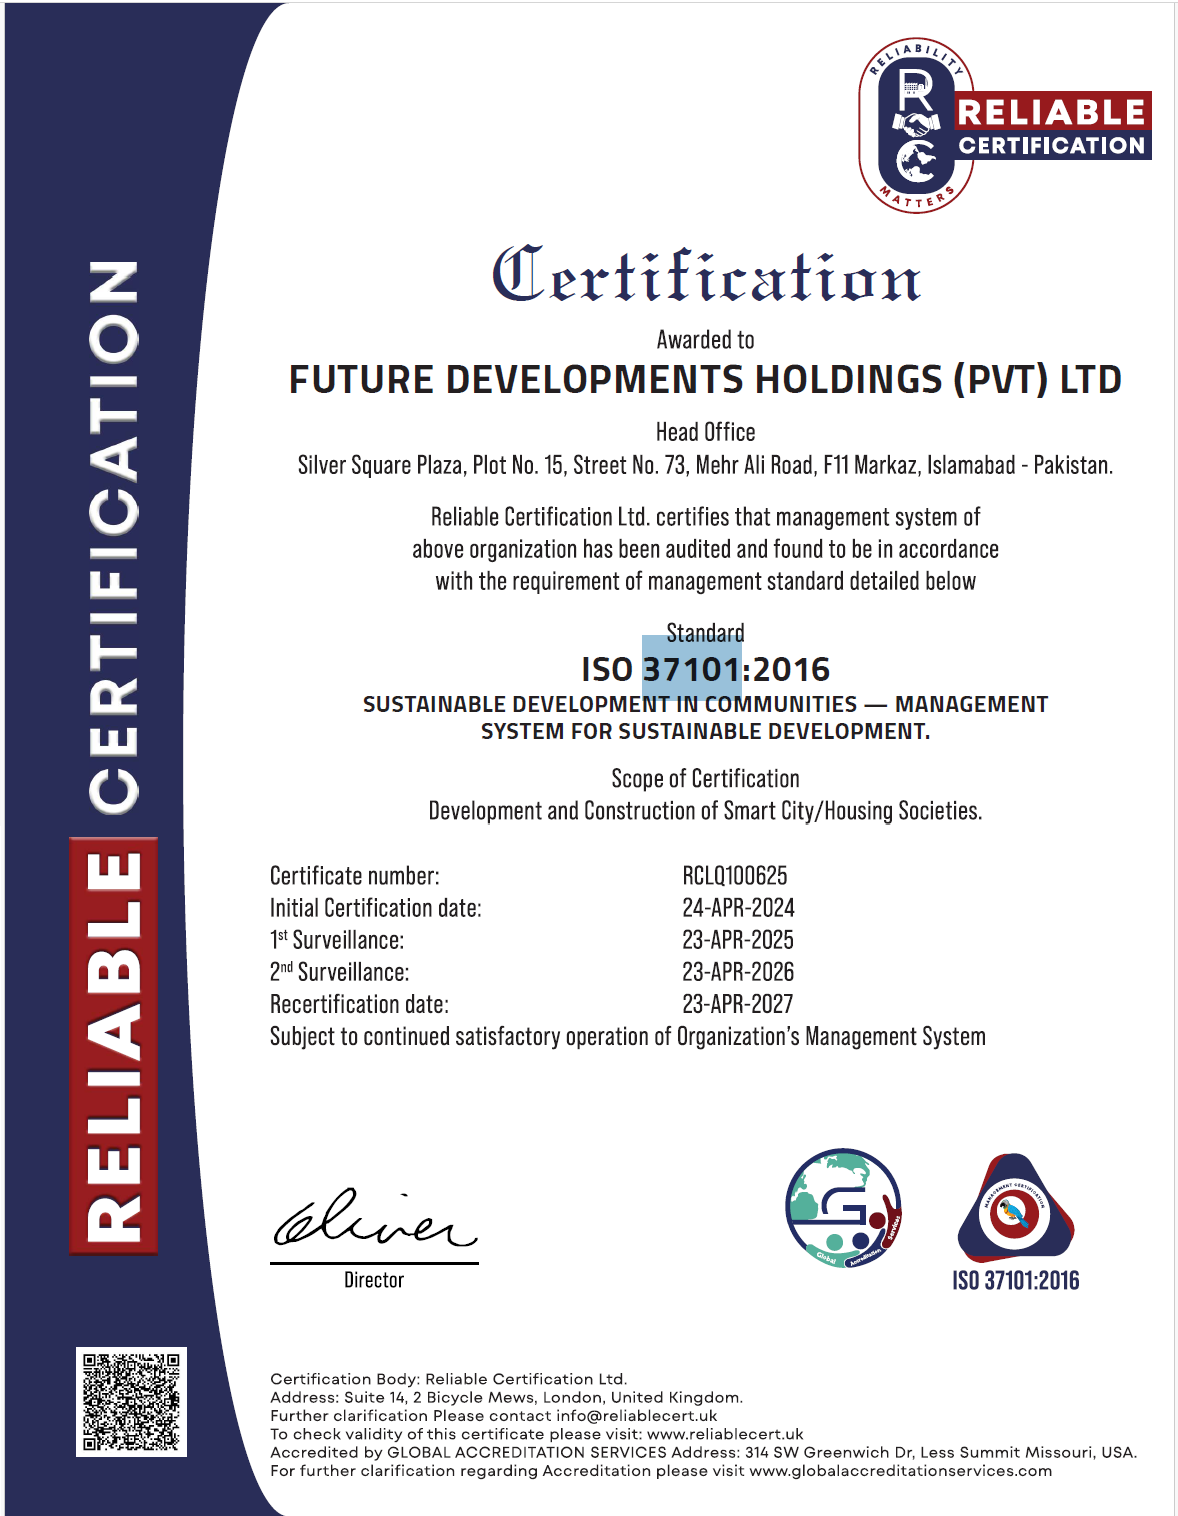 RELIABILITY
R
C
MATTERS
RELIABLE
CERTIFICATION
RELIABLE CERTIFICATION
Certification
Awarded to
FUTURE DEVELOPMENTS HOLDINGS (PVT) LTD
Head Office
Silver Square Plaza, Plot No. 15, Street No. 73, Mehr Ali Road, F11 Markaz, Islamabad - Pakistan.
Reliable Certification Ltd. certifies that management system of
above organization has been audited and found to be in accordance
with the requirement of management standard detailed below
Standard
ISO 37101:2016
SUSTAINABLE DEVELOPMENT IN COMMUNITIES — MANAGEMENT
SYSTEM FOR SUSTAINABLE DEVELOPMENT.
Scope of Certification
Development and Construction of Smart City/Housing Societies.
Certificate number: RCLQ100625
Initial Certification date: 24-APR-2024
1st Surveillance: 23-APR-2025
2nd Surveillance: 23-APR-2026
Recertification date: 23-APR-2027
Subject to continued satisfactory operation of Organization's Management System
Oliver
Director
G
Global Accreditation Services
MANAGEMENT CERTIFICATION
ISO 37101:2016
Certification Body: Reliable Certification Ltd.
Address: Suite 14, 2 Bicycle Mews, London, United Kingdom.
Further clarification Please contact info@reliablecert.uk
To check validity of this certificate please visit: www.reliablecert.uk
Accredited by GLOBAL ACCREDITATION SERVICES Address: 314 SW Greenwich Dr, Less Summit Missouri, USA.
For further clarification regarding Accreditation please visit www.globalaccreditationservices.com